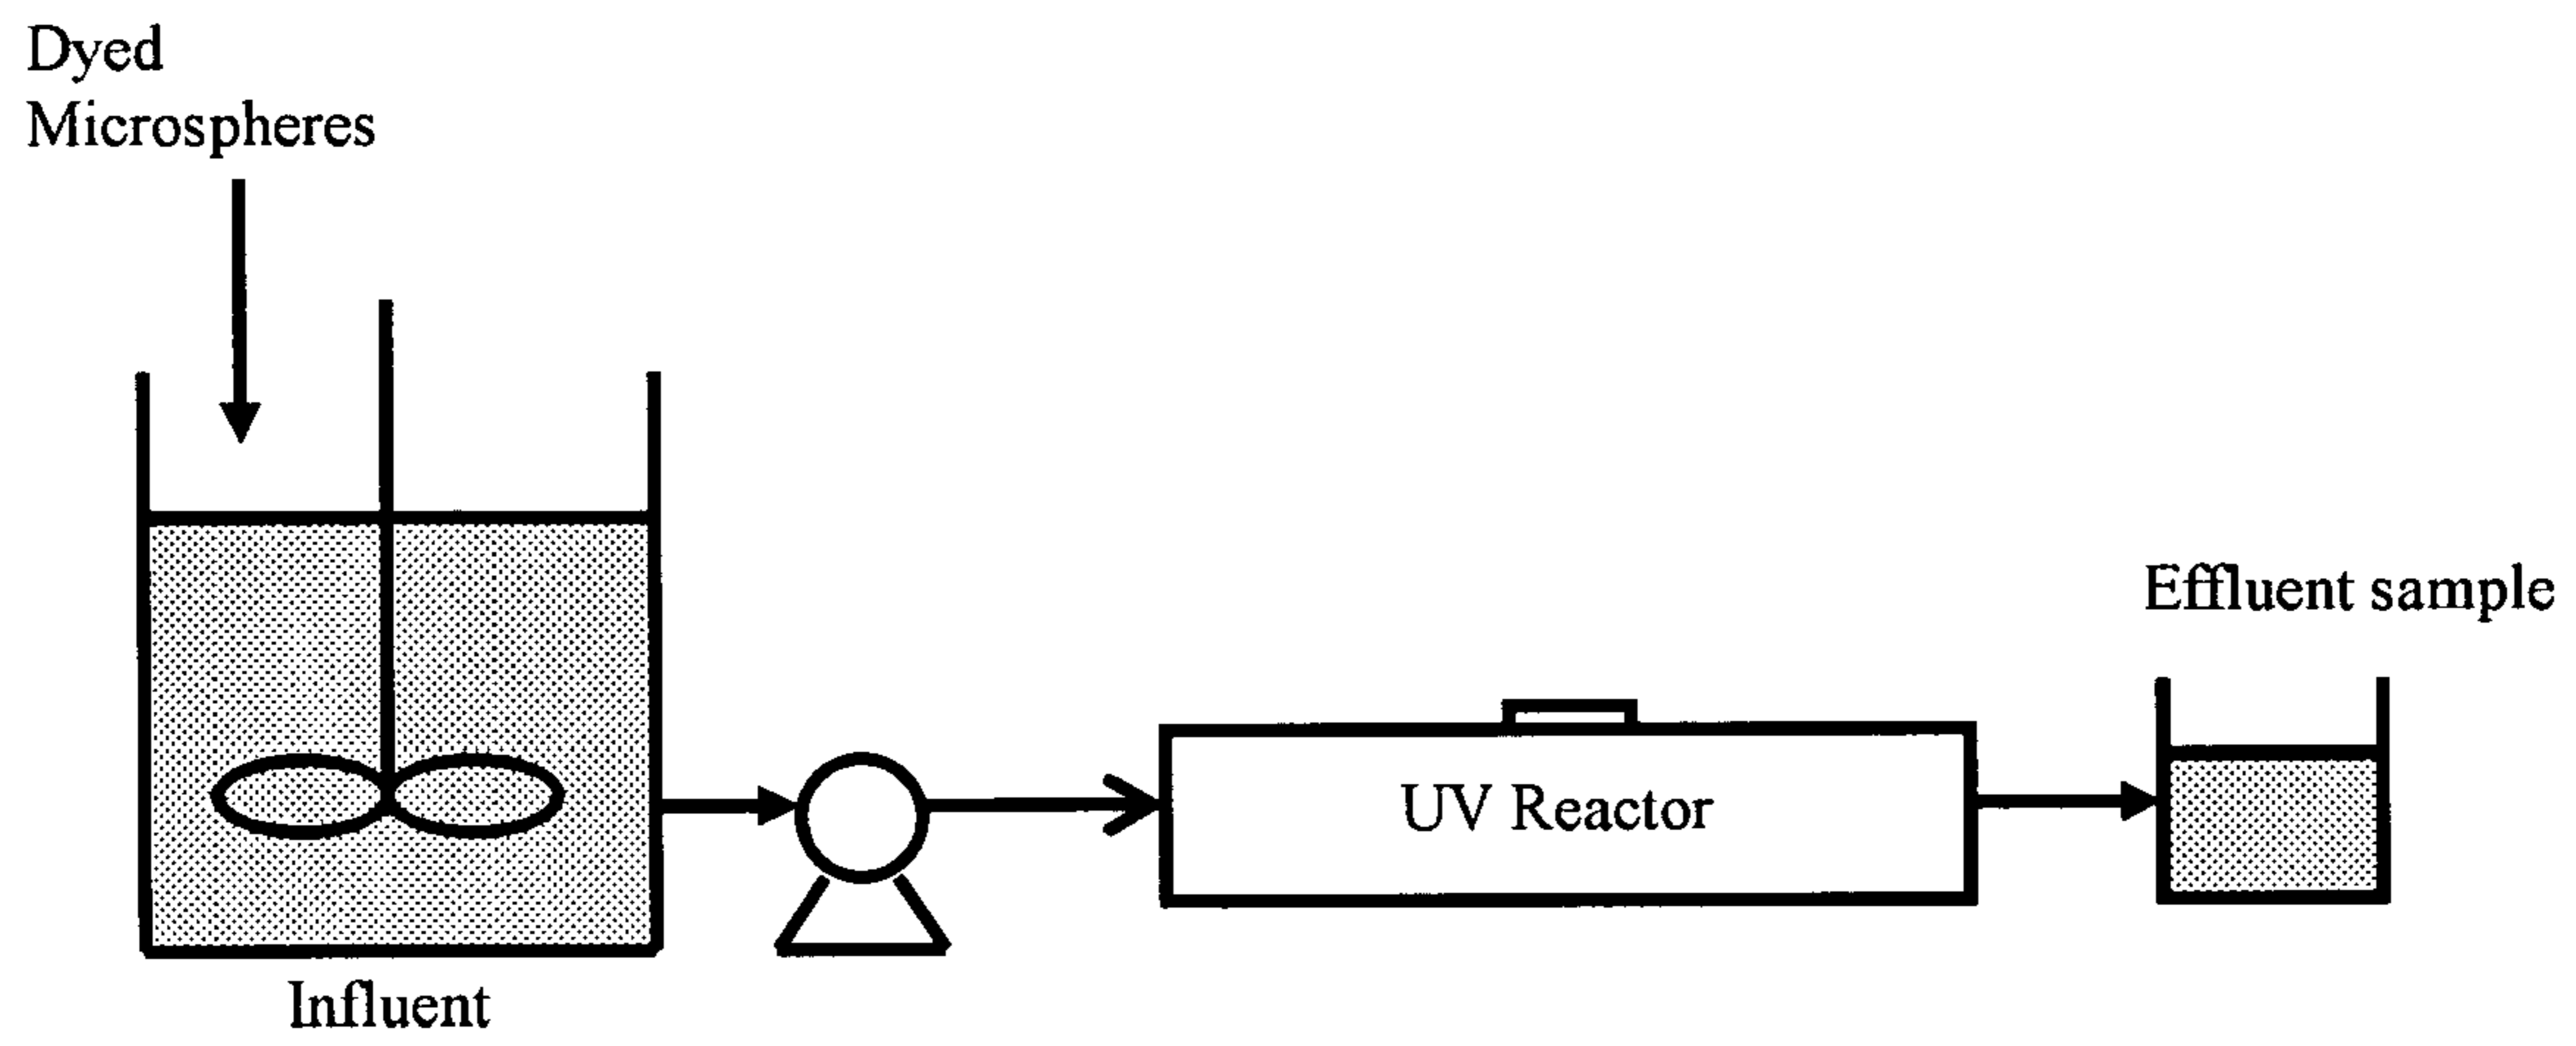 Dyed
Microspheres
Effluent sample
UV Reactor
Influent